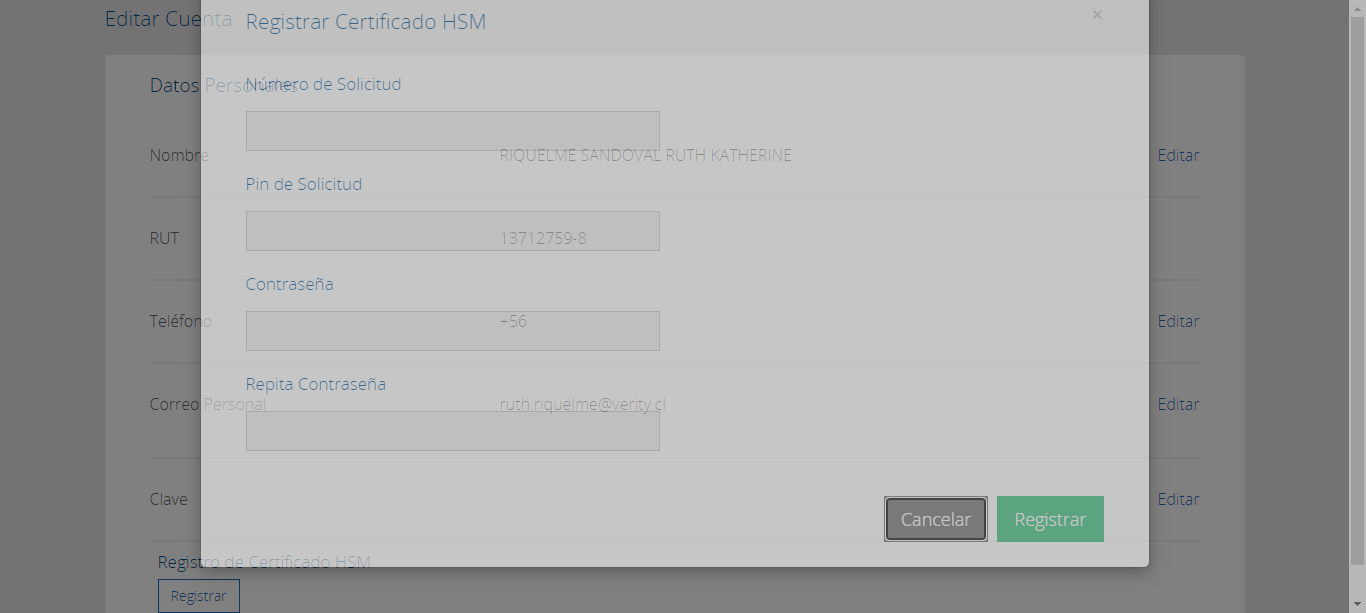 Editar Cuenta
Registrar Certificado HSM
×
Datos Personales
Número de Solicitud
Nombre
RIQUELME SANDOVAL RUTH KATHERINE
Editar
Pin de Solicitud
RUT
13712759-8
Contraseña
Teléfono
+56
Editar
Repita Contraseña
Correo Personal
ruth.riquelme@verity.cl
Editar
Clave
Editar
Cancelar
Registrar
Registro de Certificado HSM
Registrar